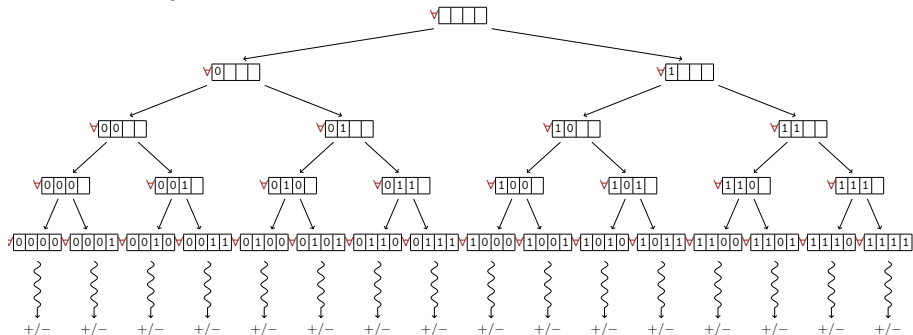 ∀
∀0 ∀1
∀00 ∀01 ∀10 ∀11
∀000 ∀001 ∀010 ∀011 ∀100 ∀101 ∀110 ∀111
∀0000 ∀0001 ∀0010 ∀0011 ∀0100 ∀0101 ∀0110 ∀0111 ∀1000 ∀1001 ∀1010 ∀1011 ∀1100 ∀1101 ∀1110 ∀1111
+/− +/− +/− +/− +/− +/− +/− +/− +/− +/− +/− +/− +/− +/− +/− +/−